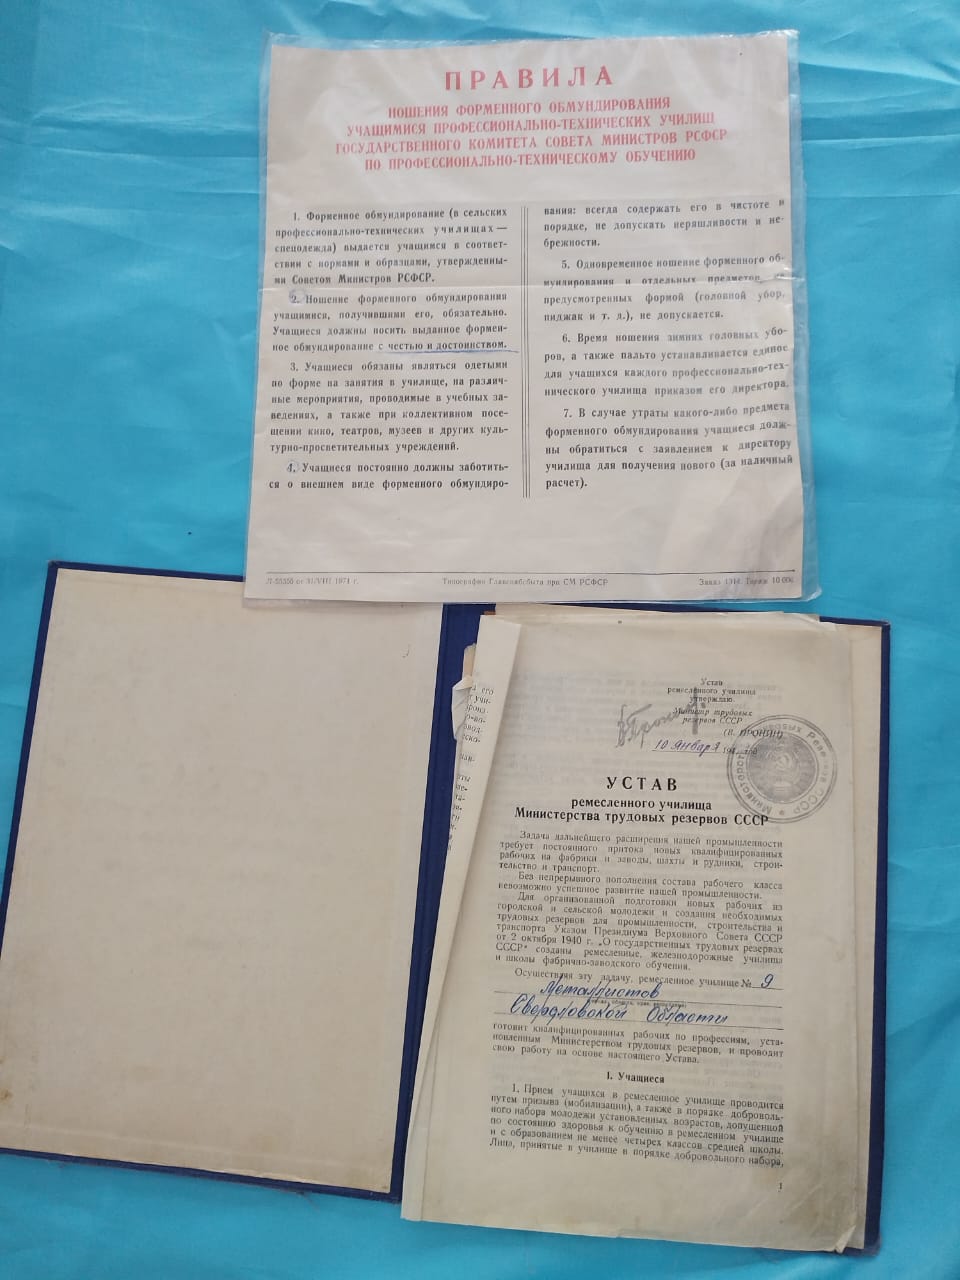 ПРАВИЛА
НОШЕНИЯ ФОРМЕННОГО ОБМУНДИРОВАНИЯ
УЧАЩИМИСЯ ПРОФЕССИОНАЛЬНО-ТЕХНИЧЕСКИХ УЧИЛИЩ
ГОСУДАРСТВЕННОГО КОМИТЕТА СОВЕТА МИНИСТРОВ РСФСР
ПО ПРОФЕССИОНАЛЬНО-ТЕХНИЧЕСКОМУ ОБУЧЕНИЮ
1. Форменное обмундирование (в сельских
профессионально-технических училищах —
спецодежда) выдается учащимся в соответ-
ствии с нормами и образцами, утвержденны-
ми Советом Министров РСФСР.
2. Ношение форменного обмундирования
учащимися, получившими его, обязательно.
Учащиеся должны носить выданное формен-
ное обмундирование с честью и достоинством.
3. Учащиеся обязаны являться одетыми
по форме на занятия в училище, на различ-
ные мероприятия, проводимые в учебных за-
ведениях, а также при коллективном посе-
щении кино, театров, музеев и других куль-
турно-просветительных учреждений.
4. Учащиеся постоянно должны заботить-
ся о внешнем виде форменного обмундиро-
вания: всегда содержать его в чистоте и
порядке, не допускать неряшливости и не-
брежности.
5. Одновременное ношение форменного об-
мундирования и отдельных предметов, не
предусмотренных формой (головной убор,
пиджак и т. д.), не допускается.
6. Время ношения зимних головных убо-
ров, а также пальто устанавливается единое
для учащихся каждого профессионально-тех-
нического училища приказом его директора.
7. В случае утраты какого-либо предмета
форменного обмундирования учащиеся долж-
ны обратиться с заявлением к директору
училища для получения нового (за наличный
расчет).
Л-55350 от 31/VIII 1971 г. Типография Главснабсбыта при СМ РСФСР Заказ 1314. Тираж 10 000
Устав
ремесленного училища
утверждаю.
Министр трудовых
резервов СССР
(В. ПРОНИН)
10 января
УСТАВ
ремесленного училища
Министерства трудовых резервов СССР
Задача дальнейшего расширения нашей промышленности
требует постоянного притока новых квалифицированных
рабочих на фабрики и заводы, шахты и рудники, строи-
тельство и транспорт.
Без непрерывного пополнения состава рабочего класса
невозможно успешное развитие нашей промышленности.
Для организованной подготовки новых рабочих из
городской и сельской молодежи и создания необходимых
трудовых резервов для промышленности, строительства и
транспорта Указом Президиума Верховного Совета СССР
от 2 октября 1940 г. „О государственных трудовых резервах
СССР“ созданы ремесленные, железнодорожные училища
и школы фабрично-заводского обучения.
Осуществляя эту задачу, ремесленное училище № 9
Металлистов
Свердловской Области
готовит квалифицированных рабочих по профессиям, уста-
новленным Министерством трудовых резервов, и проводит
свою работу на основе настоящего Устава.
I. Учащиеся
1. Прием учащихся в ремесленное училище проводится
путем призыва (мобилизации), а также в порядке доброволь-
ного набора молодежи установленных возрастов, допущенной
по состоянию здоровья к обучению в ремесленном училище
и с образованием не менее четырех классов средней школы.
Лица, принятые в училище в порядке добровольного набора,
1